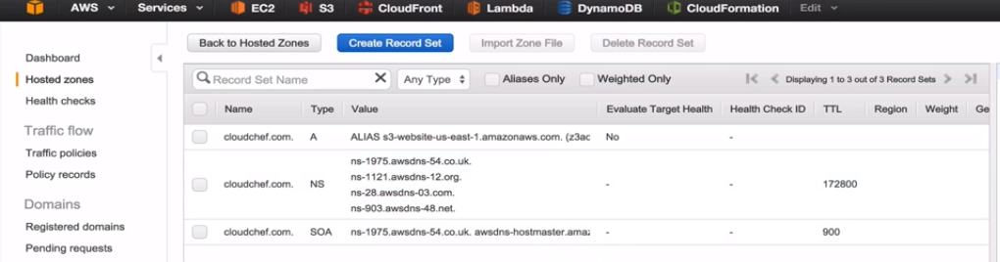 AWS Services EC2 S3 CloudFront Lambda DynamoDB CloudFormation Edit
Back to Hosted Zones Create Record Set Import Zone File Delete Record Set
Dashboard
Hosted zones
Health checks
Traffic flow
Traffic policies
Policy records
Domains
Registered domains
Pending requests
Record Set Name Any Type Aliases Only Weighted Only Displaying 1 to 3 out of 3 Record Sets
Name Type Value Evaluate Target Health Health Check ID TTL Region Weight Ge
cloudchef.com. A ALIAS s3-website-us-east-1.amazonaws.com. (z3ac No -
ns-1975.awsdns-54.co.uk.
ns-1121.awsdns-12.org.
cloudchef.com. NS - - 172800
ns-28.awsdns-03.com.
ns-903.awsdns-48.net.
cloudchef.com. SOA ns-1975.awsdns-54.co.uk. awsdns-hostmaster.ama - - 900